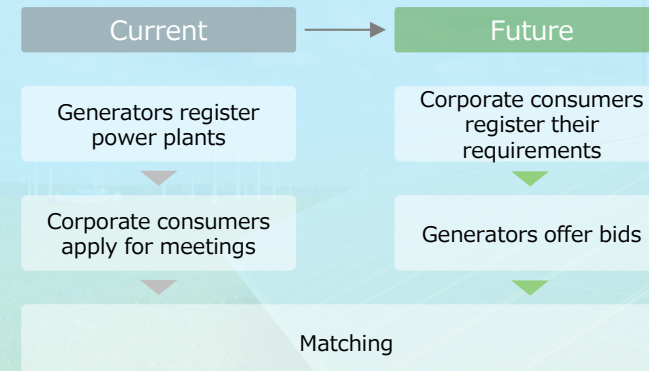 Current
Future
Generators register
power plants
Corporate consumers
register their
requirements
Corporate consumers
apply for meetings
Generators offer bids
Matching